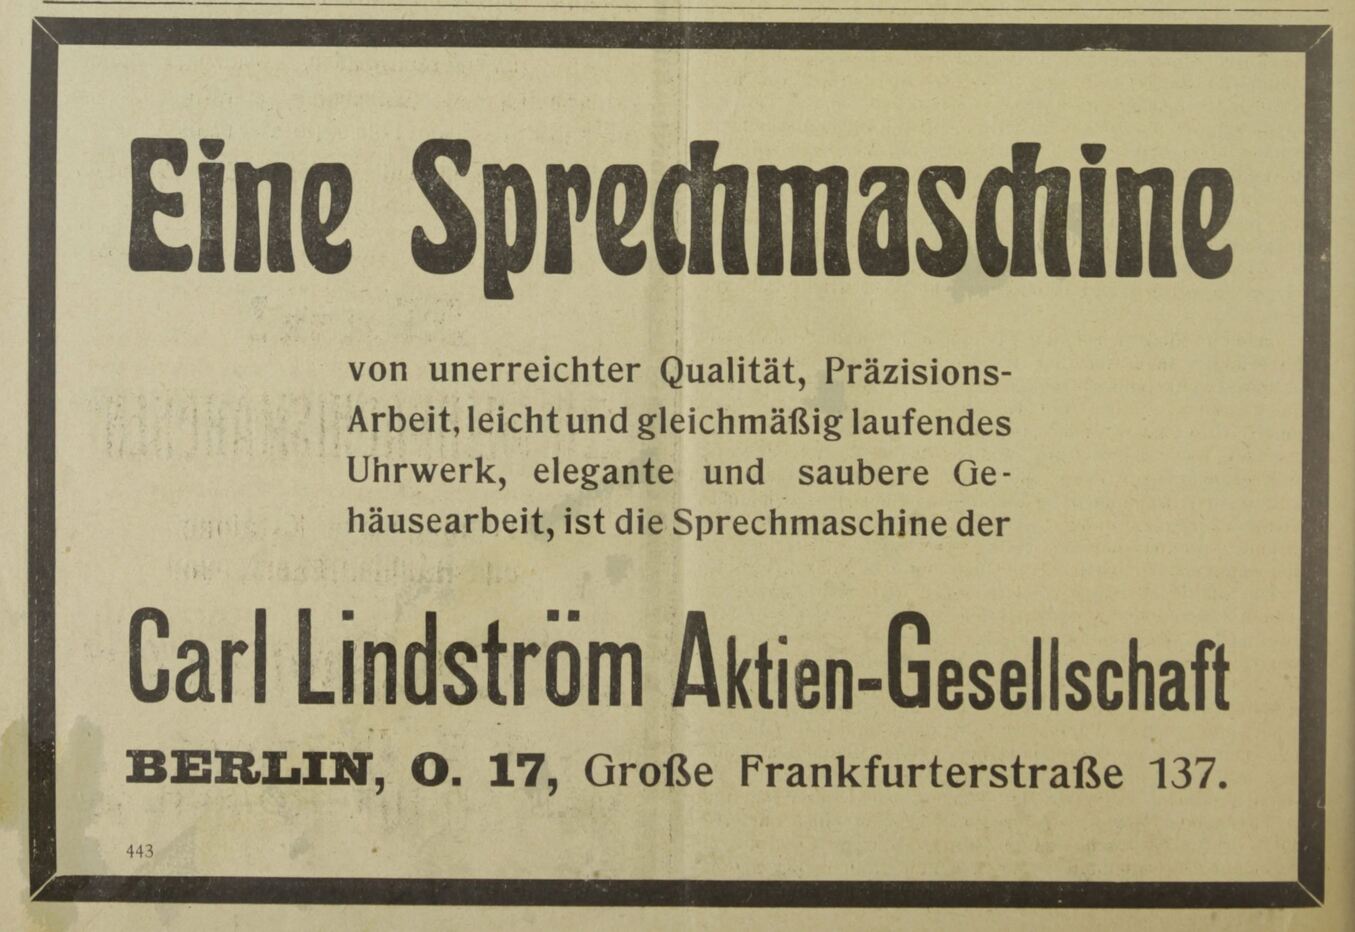 Eine Sprechmaschine
von unerreichter Qualität, Präzisions-
Arbeit, leicht und gleichmäßig laufendes
Uhrwerk, elegante und saubere Ge-
häusearbeit, ist die Sprechmaschine der
Carl Lindström Aktien-Gesellschaft
BERLIN, O. 17, Große Frankfurterstraße 137.
443